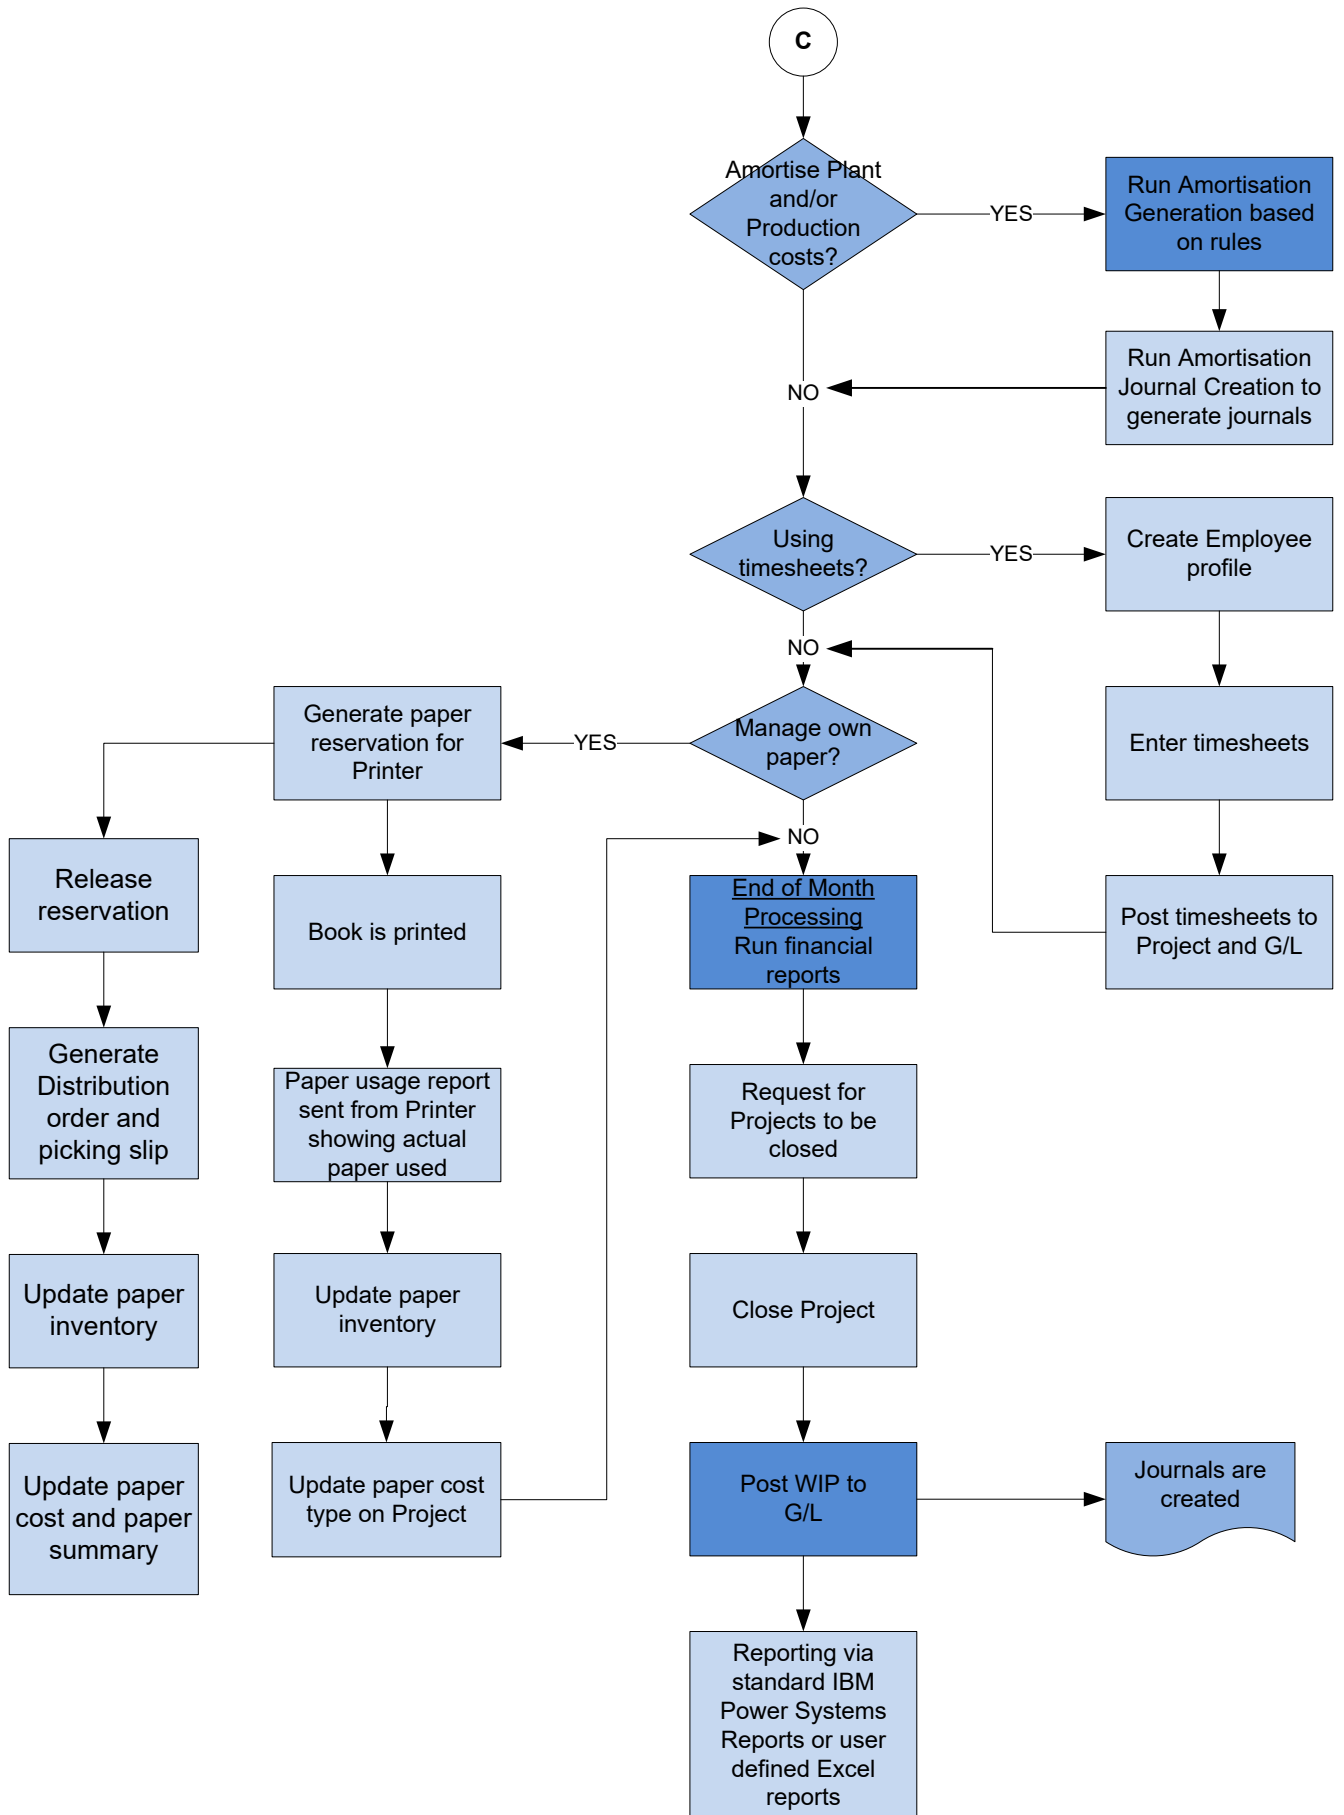 C
Amortise Plant
and/or
Production
costs?
YES
Run Amortisation
Generation based
on rules
NO
Run Amortisation
Journal Creation to
generate journals
Using
timesheets?
YES
Create Employee
profile
NO
Generate paper
reservation for
Printer
YES
Manage own
paper?
Enter timesheets
NO
Release
reservation
Book is printed
End of Month
Processing
Run financial
reports
Post timesheets to
Project and G/L
Generate
Distribution
order and
picking slip
Paper usage report
sent from Printer
showing actual
paper used
Request for
Projects to be
closed
Update paper
inventory
Update paper
inventory
Close Project
Update paper
cost and paper
summary
Update paper cost
type on Project
Post WIP to
G/L
Journals are
created
Reporting via
standard IBM
Power Systems
Reports or user
defined Excel
reports